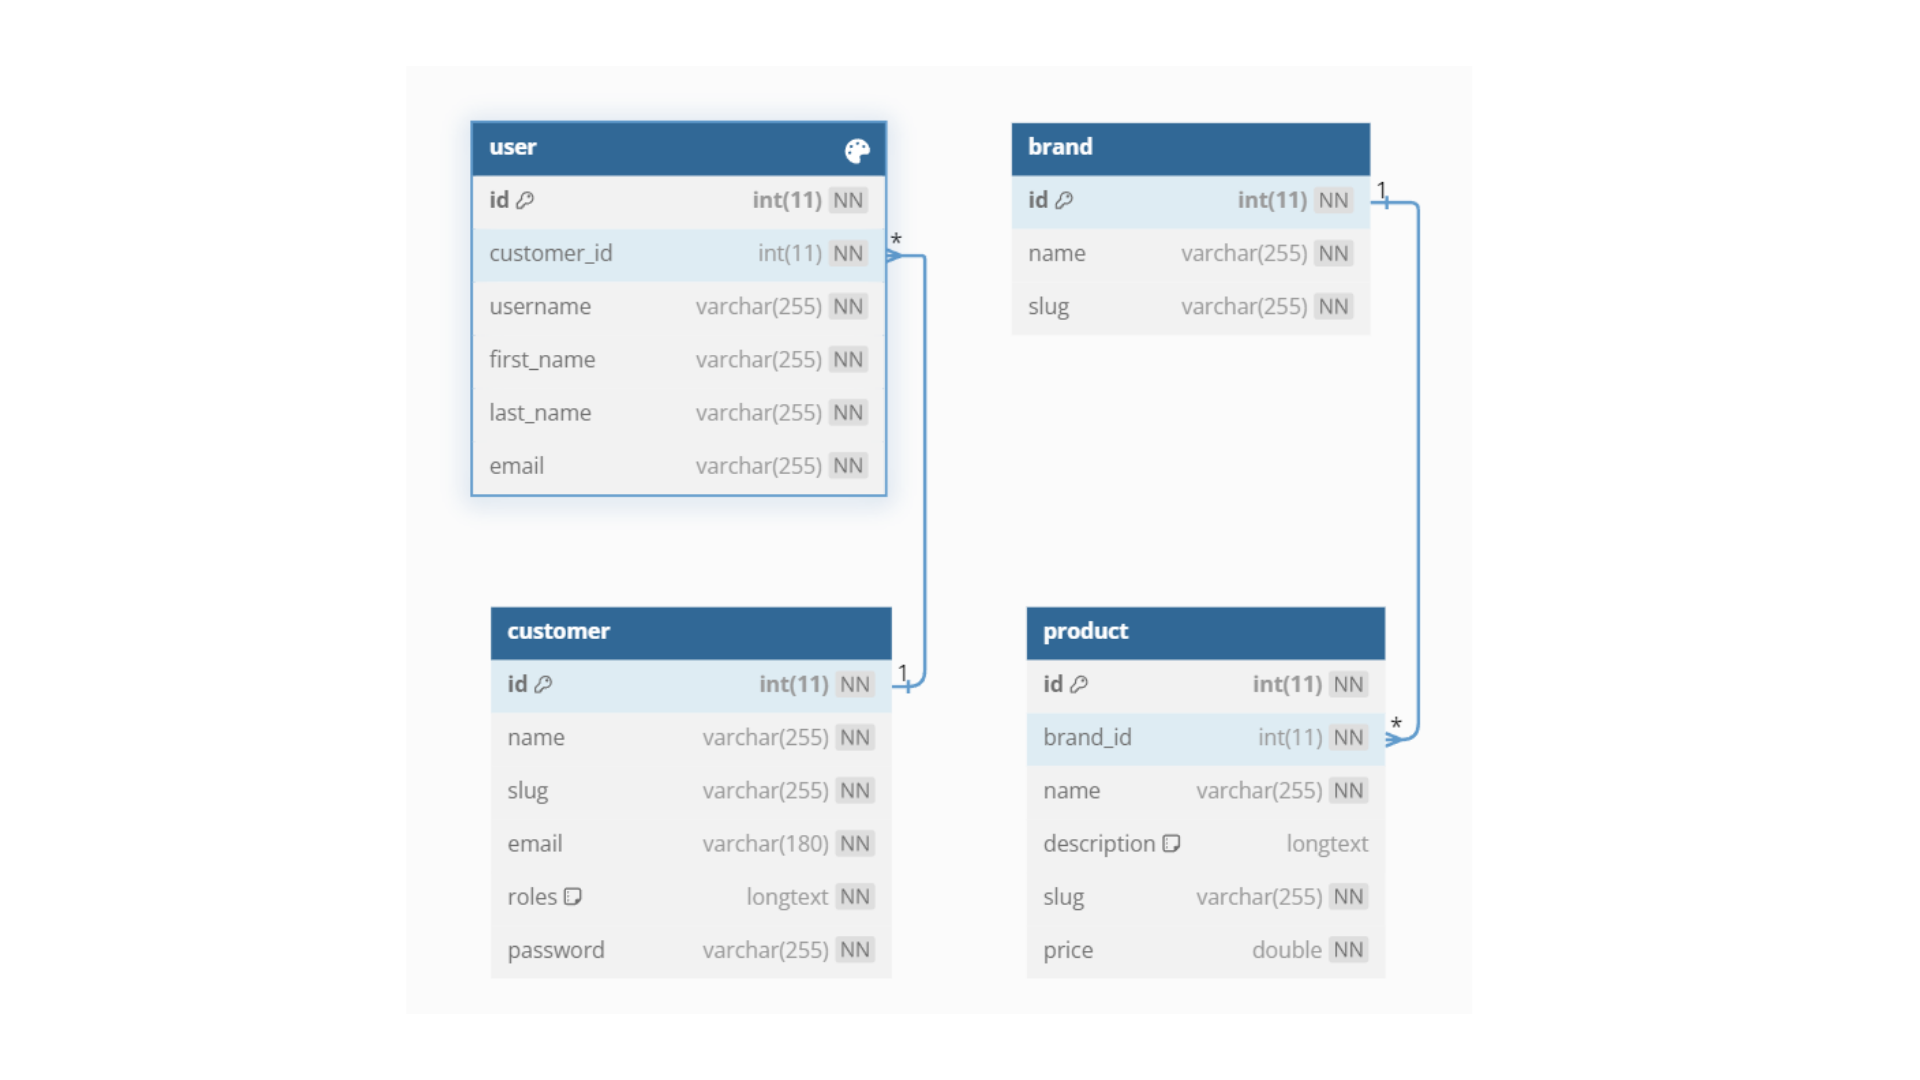 user
id int(11) NN
customer_id int(11) NN
username varchar(255) NN
first_name varchar(255) NN
last_name varchar(255) NN
email varchar(255) NN
*
1
customer
id int(11) NN
name varchar(255) NN
slug varchar(255) NN
email varchar(180) NN
roles longtext NN
password varchar(255) NN
brand
id int(11) NN
name varchar(255) NN
slug varchar(255) NN
1
*
product
id int(11) NN
brand_id int(11) NN
name varchar(255) NN
description longtext
slug varchar(255) NN
price double NN